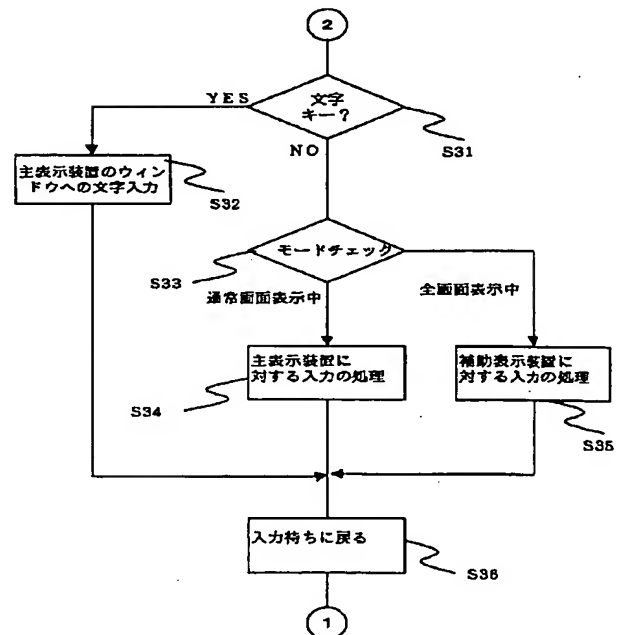 2
文字
キー？
YES
NO
S31
主表示装置のウィン
ドウへの文字入力
S32
モードチェック
S33
通常画面表示中
全画面表示中
主表示装置に
対する入力の処理
S34
補助表示装置に
対する入力の処理
S35
入力待ちに戻る
S36
1